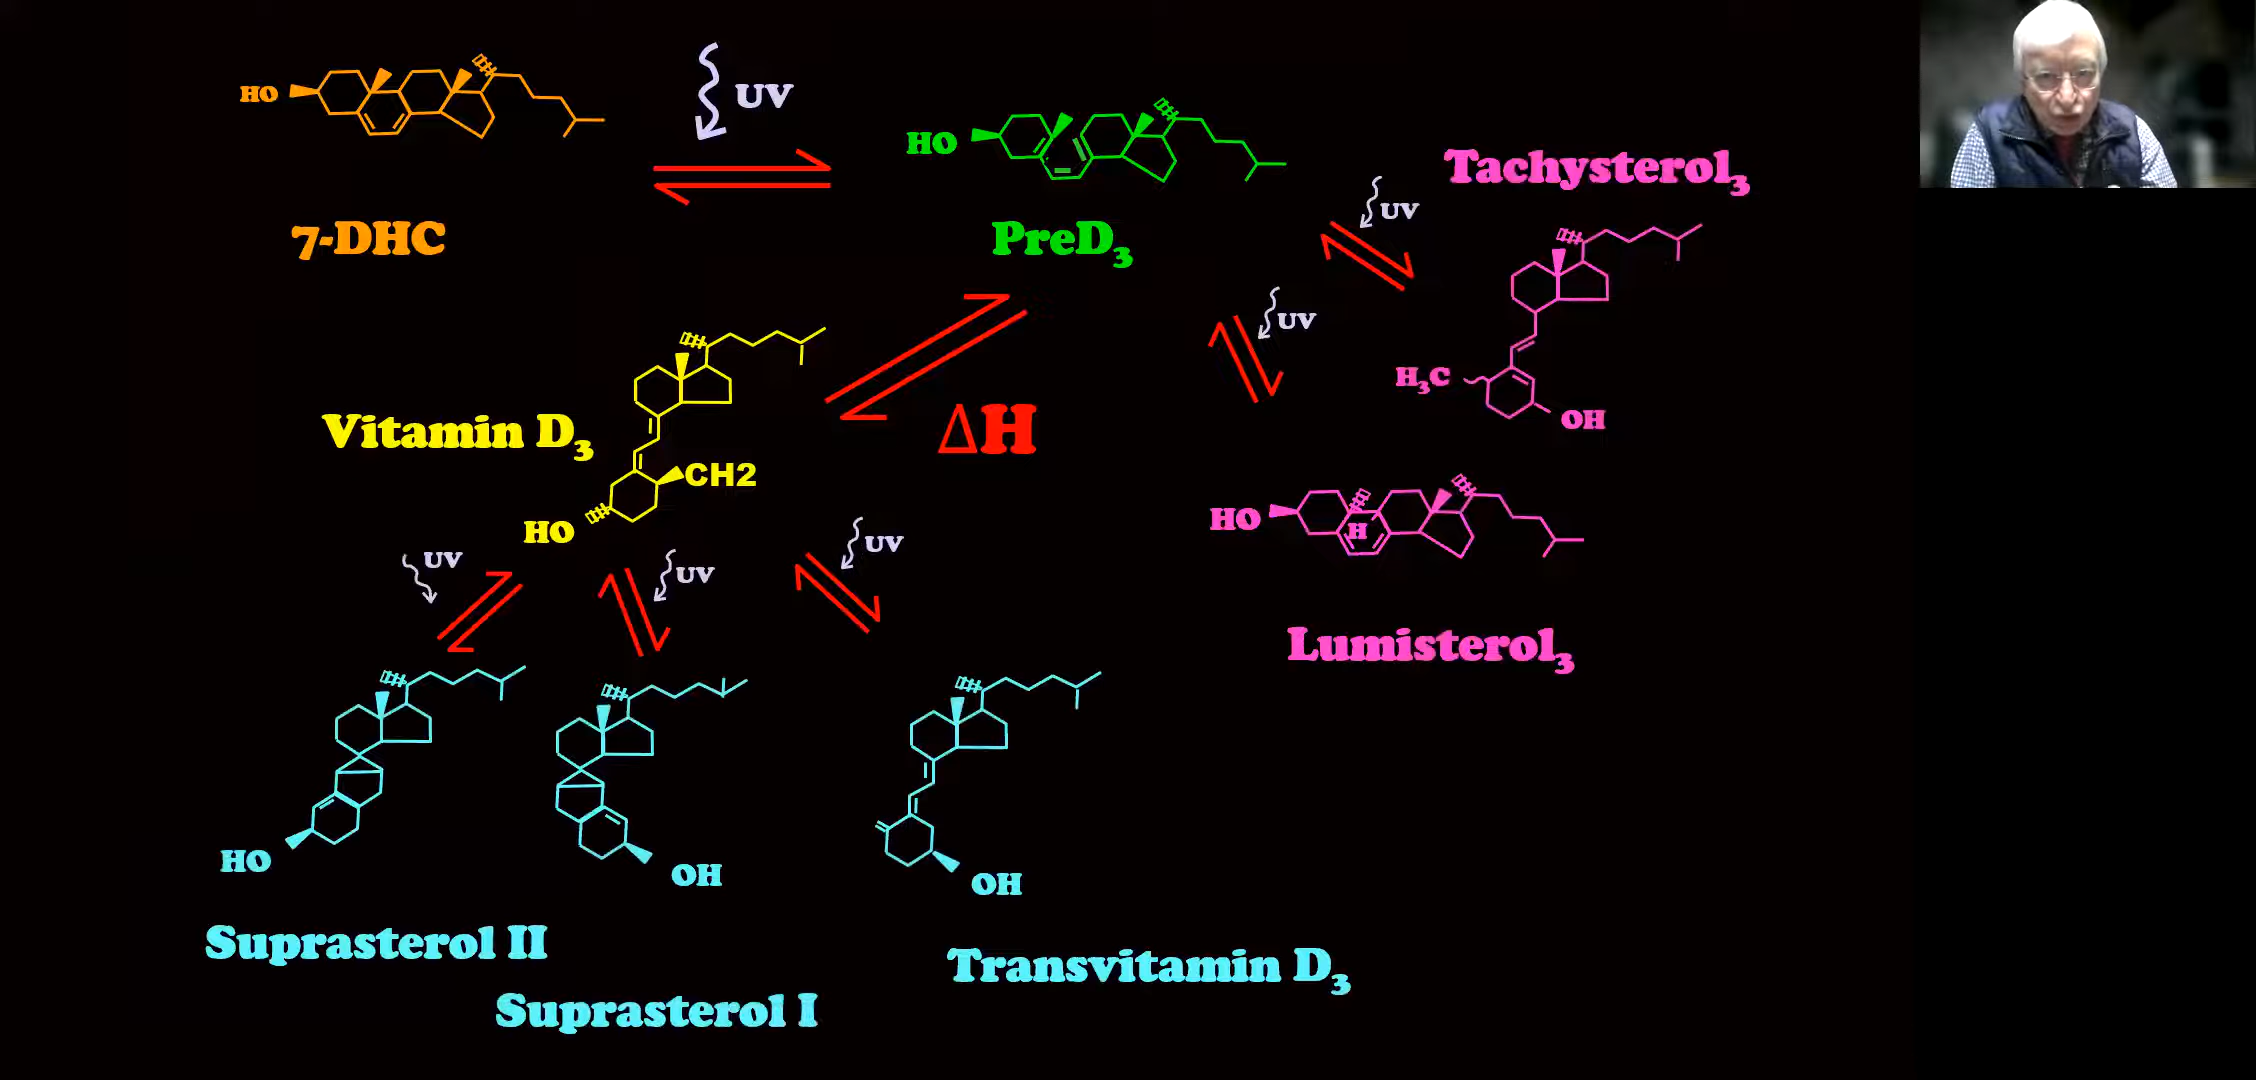 HO
UV
7-DHC
HO
PreD3
UV
Tachysterol3
H3C
OH
UV
Vitamin D3
CH2
HO
ΔH
HO
H
Lumisterol3
UV
UV
UV
HO
OH
OH
Suprasterol II
Suprasterol I
Transvitamin D3